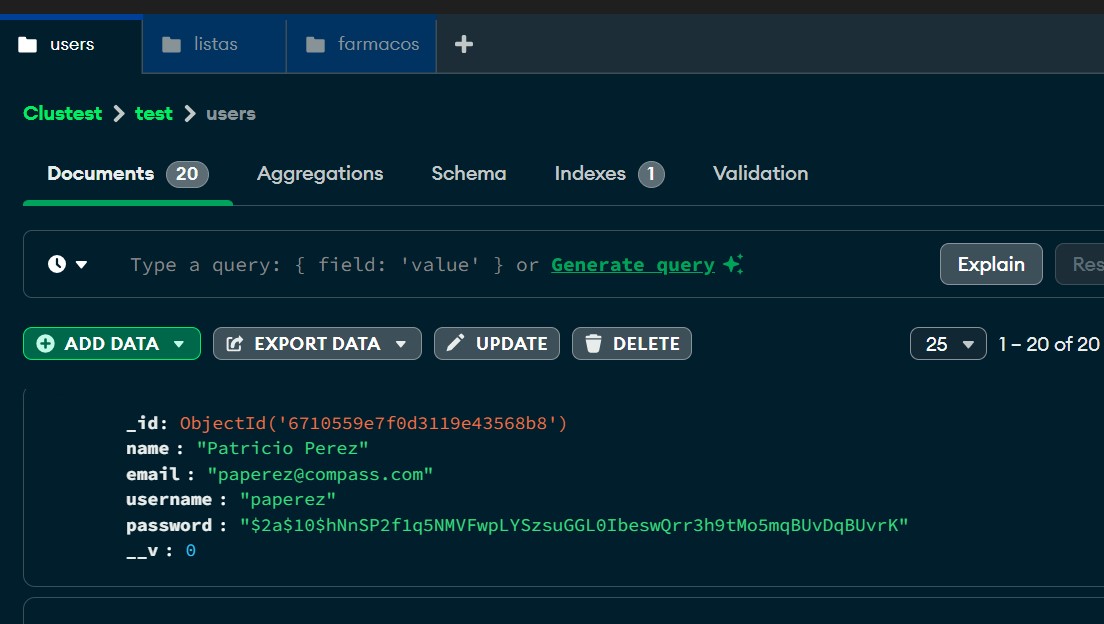 users listas farmacos
Clustest > test > users
Documents 20 Aggregations Schema Indexes 1 Validation
Type a query: { field: 'value' } or Generate query Explain Res
ADD DATA EXPORT DATA UPDATE DELETE 25 1 – 20 of 20
_id: ObjectId('6710559e7f0d3119e43568b8')
name : "Patricio Perez"
email : "paperez@compass.com"
username : "paperez"
password : "$2a$10$hNnSP2f1q5NMVFwpLYSzsuGGL0IbeswQrr3h9tMo5mqBUvDqBUvrK"
__v : 0